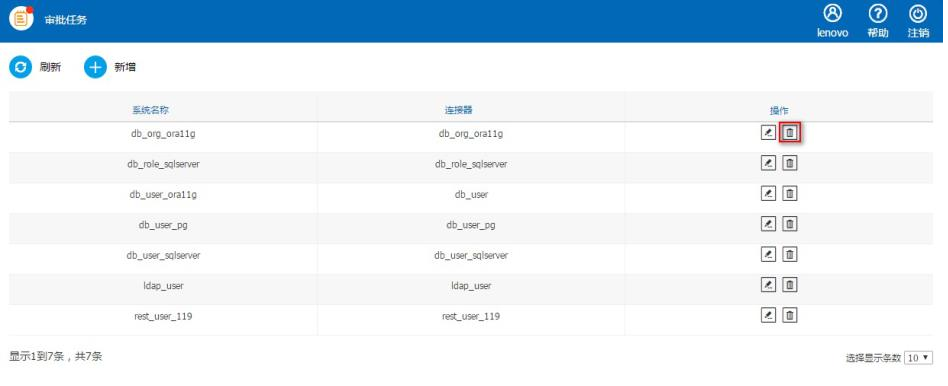 审批任务
lenovo 帮助 注销
刷新 新增
系统名称 连接器 操作
db_org_ora11g db_org_ora11g
db_role_sqlserver db_role_sqlserver
db_user_ora11g db_user
db_user_pg db_user_pg
db_user_sqlserver db_user_sqlserver
ldap_user ldap_user
rest_user_119 rest_user_119
显示1到7条，共7条 选择显示条数 10